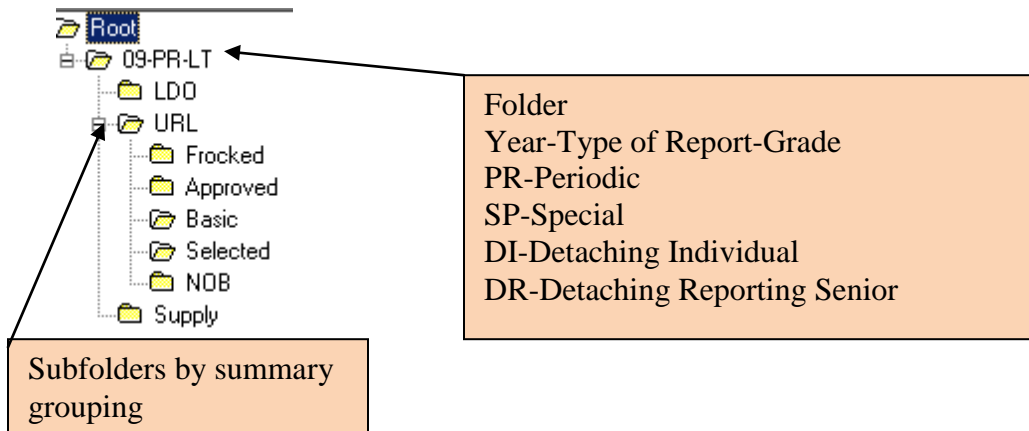 Root
09-PR-LT
LDO
URL
Frocked
Approved
Basic
Selected
NOB
Supply
Folder
Year-Type of Report-Grade
PR-Periodic
SP-Special
DI-Detaching Individual
DR-Detaching Reporting Senior
Subfolders by summary
grouping